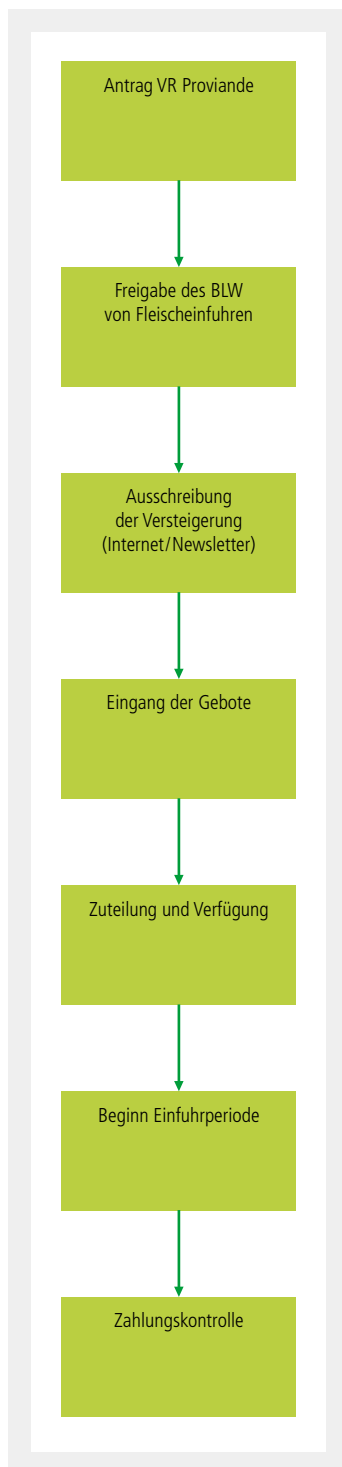 Antrag VR Proviande
Freigabe des BLW
von Fleischeinfuhren
Ausschreibung
der Versteigerung
(Internet/Newsletter)
Eingang der Gebote
Zuteilung und Verfügung
Beginn Einfuhrperiode
Zahlungskontrolle